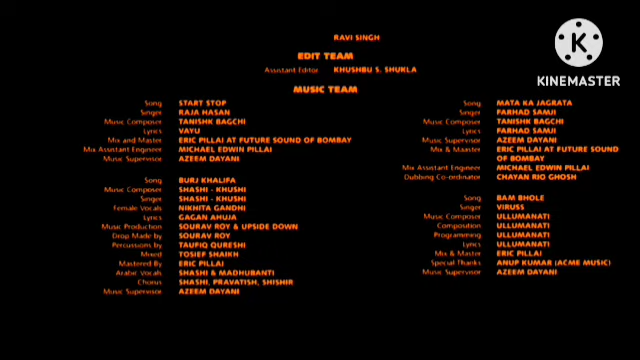 RAVI SINGH
EDIT TEAM
Assistant Editor KHUSHBU S. SHUKLA
MUSIC TEAM
Song START STOP
Singer RAJA HASAN
Music Composer TANISHK BAGCHI
Lyrics VAYU
Mix and Master ERIC PILLAI AT FUTURE SOUND OF BOMBAY
Mix Assistant Engineer MICHAEL EDWIN PILLAI
Music Supervisor AZEEM DAYANI
Song BURJ KHALIFA
Music Composer SHASHI - KHUSHI
Singer SHASHI - KHUSHI
Female Vocals NIKHITA GANDHI
Lyrics GAGAN AHUJA
Music Production SOURAV ROY & UPSIDE DOWN
Drop Made by SOURAV ROY
Percussions by TAUFIQ QURESHI
Mixed TOSIEF SHAIKH
Mastered By ERIC PILLAI
Arabic Vocals SHASHI & MADHUBANTI
Chorus SHASHI, PRAVATISH, SHISHIR
Music Supervisor AZEEM DAYANI
Song MATA KA JAGRATA
Singer FARHAD SAMJI
Music Composer TANISHK BAGCHI
Lyrics FARHAD SAMJI
Music Supervisor AZEEM DAYANI
Mix & Master ERIC PILLAI AT FUTURE SOUND
OF BOMBAY
Mix Assistant Engineer MICHAEL EDWIN PILLAI
Dubbing Co-ordinator CHAYAN RIO GHOSH
Song BAM BHOLE
Singer VIRUSS
Music Composer ULLUMANATI
Composition ULLUMANATI
Programming ULLUMANATI
Lyrics ULLUMANATI
Mix & Master ERIC PILLAI
Special Thanks ANUP KUMAR (ACME MUSIC)
Music Supervisor AZEEM DAYANI
K
KINEMASTER